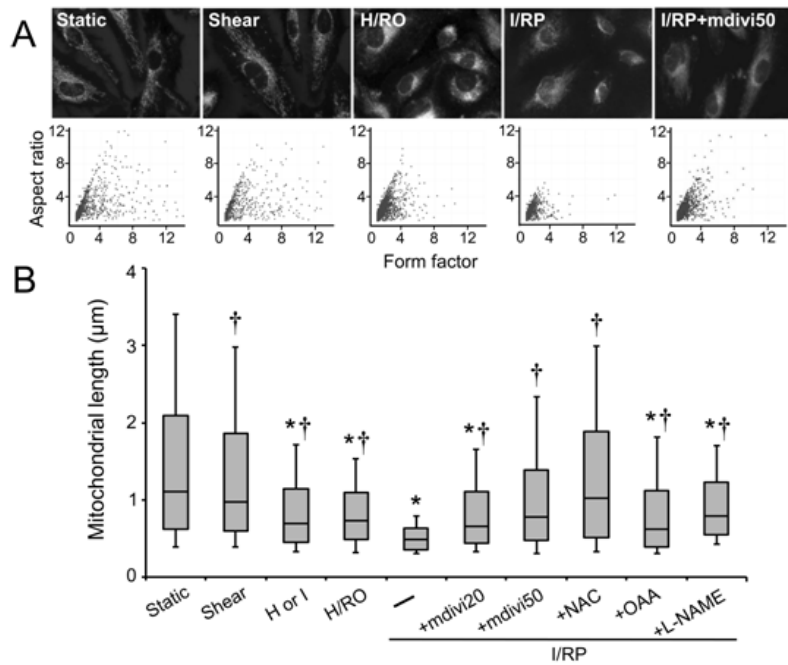 A
Static Shear H/RO I/RP I/RP+mdivi50
Aspect ratio
12 12 12 12 12
8 8 8 8 8
4 4 4 4 4
0 4 8 12 0 4 8 12 0 4 8 12 0 4 8 12 0 4 8 12
Form factor
B
Mitochondrial length (μm)
4
3
2
1
0
† *† *† * *† † † *† *†
Static Shear H or I H/RO — +mdivi20 +mdivi50 +NAC +OAA +L-NAME
I/RP